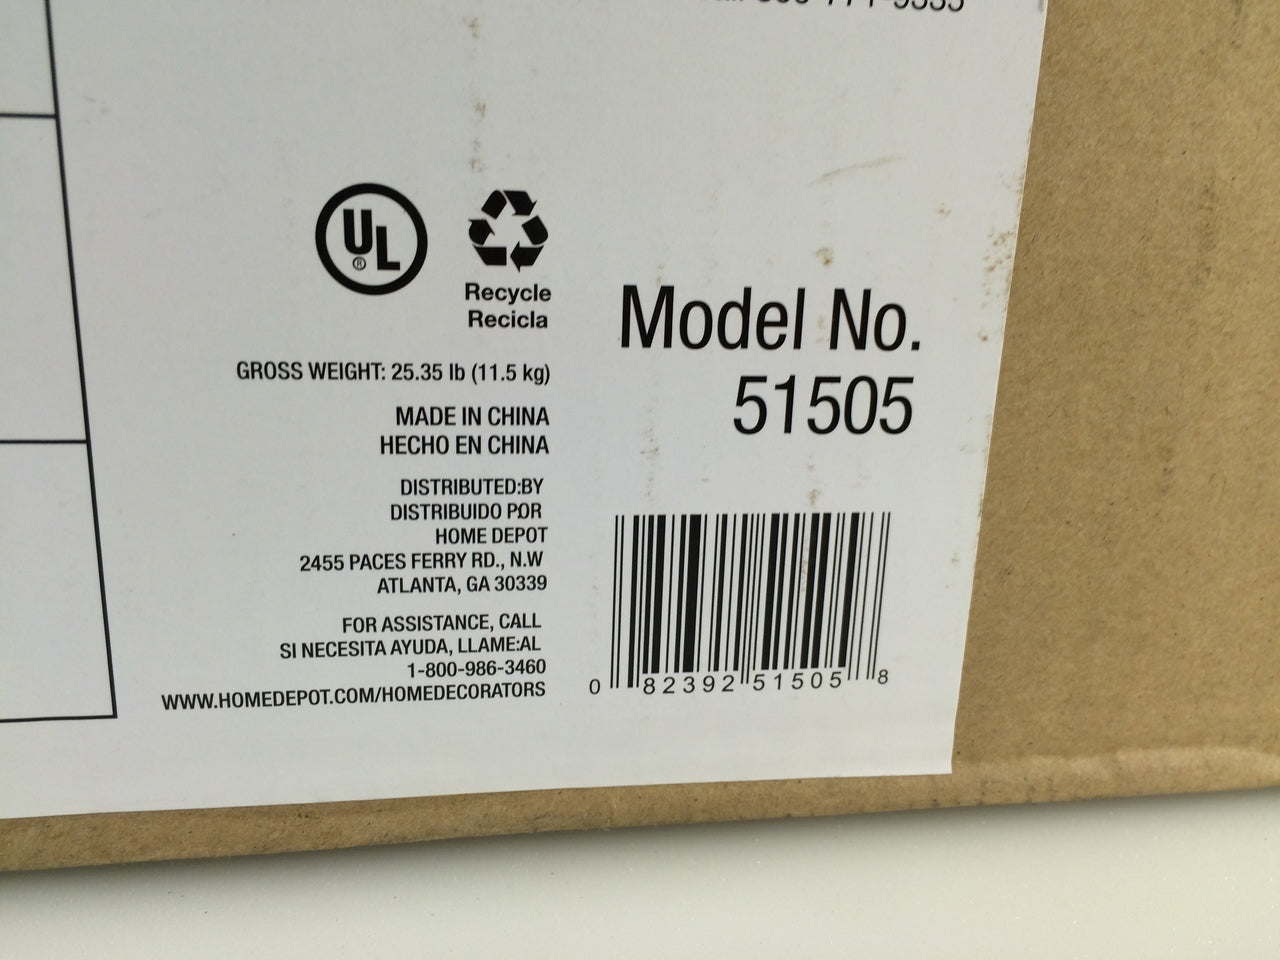 UL
®
Recycle
Recicla
GROSS WEIGHT: 25.35 lb (11.5 kg)
MADE IN CHINA
HECHO EN CHINA
DISTRIBUTED:BY
DISTRIBUIDO POR
HOME DEPOT
2455 PACES FERRY RD., N.W
ATLANTA, GA 30339
FOR ASSISTANCE, CALL
SI NECESITA AYUDA, LLAME:AL
1-800-986-3460
WWW.HOMEDEPOT.COM/HOMEDECORATORS
Model No.
51505
0 82392 51505 8